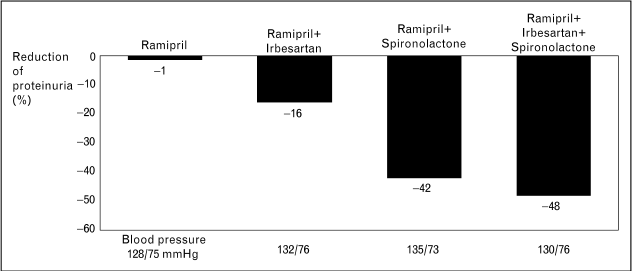 Reduction
of
proteinuria
(%)
Ramipril
Ramipril+
Irbesartan
Ramipril+
Spironolactone
Ramipril+
Irbesartan+
Spironolactone
0
–10
–20
–30
–40
–50
–60
–1
–16
–42
–48
Blood pressure
128/75 mmHg
132/76
135/73
130/76